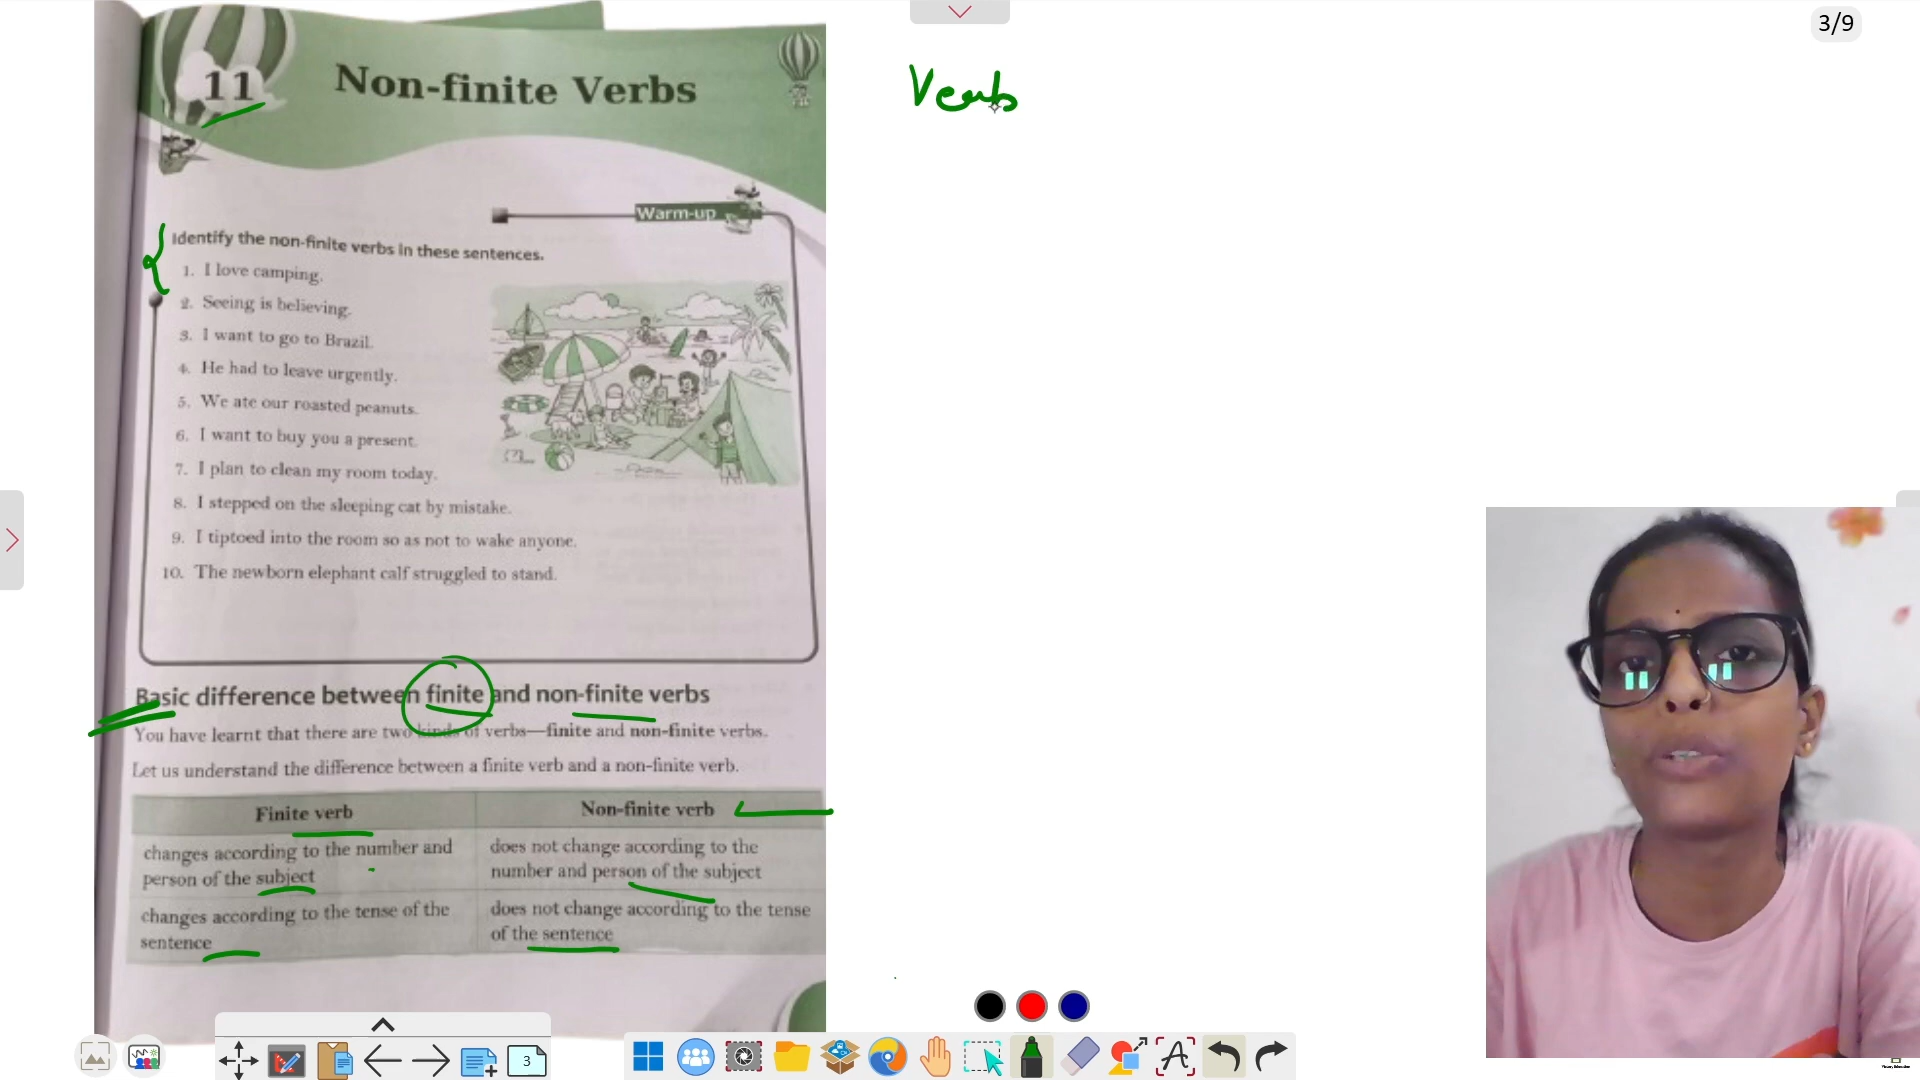 11
Non-finite Verbs
Warm-up
Identify the non-finite verbs in these sentences.
1. I love camping.
2. Seeing is believing.
3. I want to go to Brazil.
4. He had to leave urgently.
5. We ate our roasted peanuts.
6. I want to buy you a present.
7. I plan to clean my room today.
8. I stepped on the sleeping cat by mistake.
9. I tiptoed into the room so as not to wake anyone.
10. The newborn elephant calf struggled to stand.
Basic difference between finite and non-finite verbs
You have learnt that there are two kinds of verbs—finite and non-finite verbs.
Let us understand the difference between a finite verb and a non-finite verb.
Finite verb
changes according to the number and
person of the subject
changes according to the tense of the
sentence
Non-finite verb
does not change according to the
number and person of the subject
does not change according to the tense
of the sentence
Verb
3/9
3